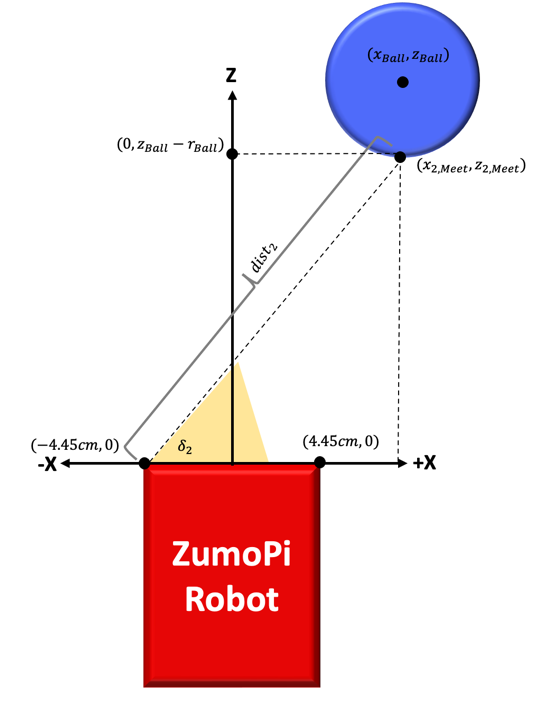 (x_Ball, z_Ball)
Z
(0, z_Ball − r_Ball)
(x_2,Meet, z_2,Meet)
dist_2
(−4.45cm, 0)
δ_2
(4.45cm, 0)
-X
+X
ZumoPi
Robot